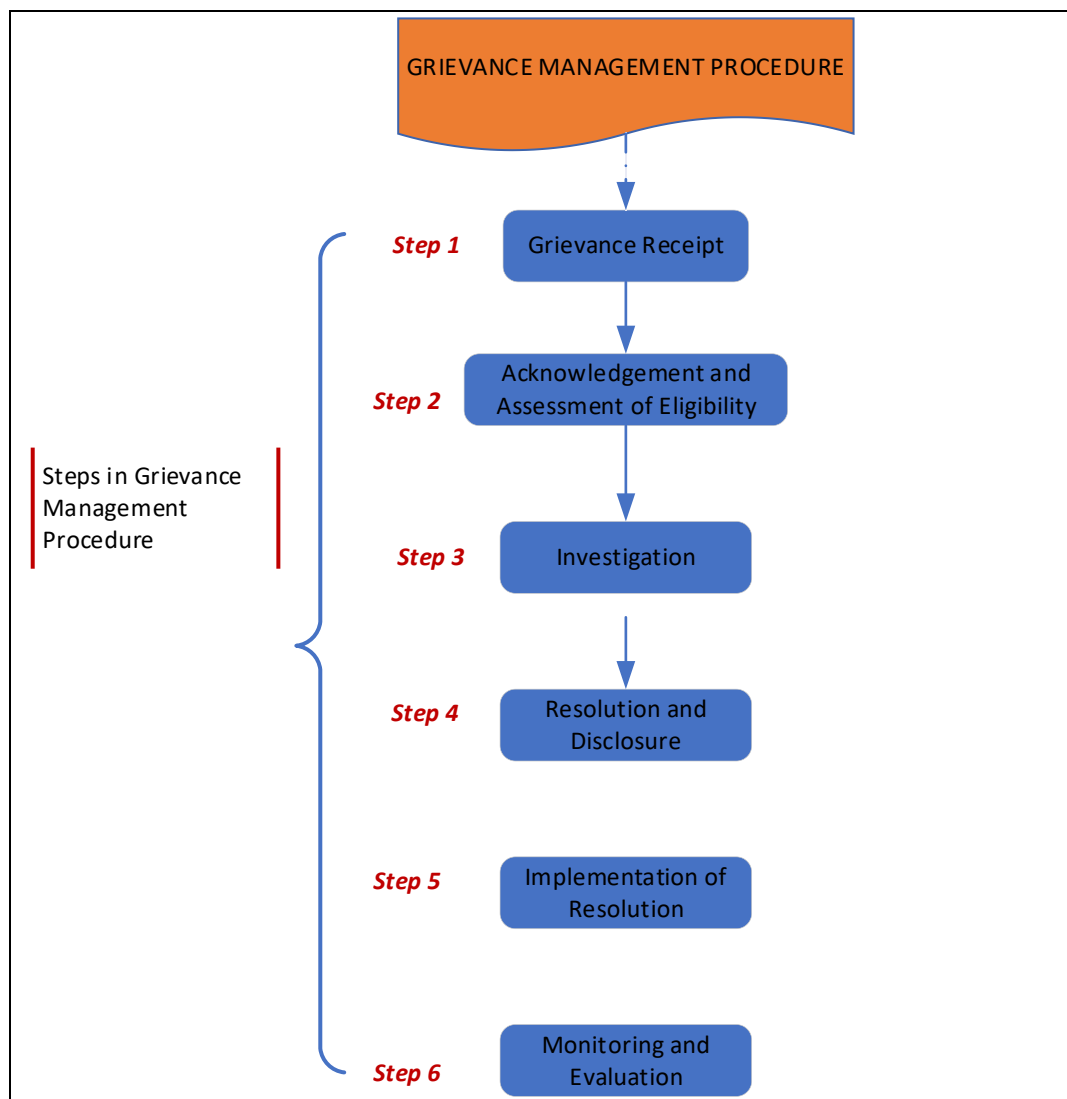 GRIEVANCE MANAGEMENT PROCEDURE
Step 1
Grievance Receipt
Step 2
Acknowledgement and
Assessment of Eligibility
Steps in Grievance
Management
Procedure
Step 3
Investigation
Step 4
Resolution and
Disclosure
Step 5
Implementation of
Resolution
Step 6
Monitoring and
Evaluation